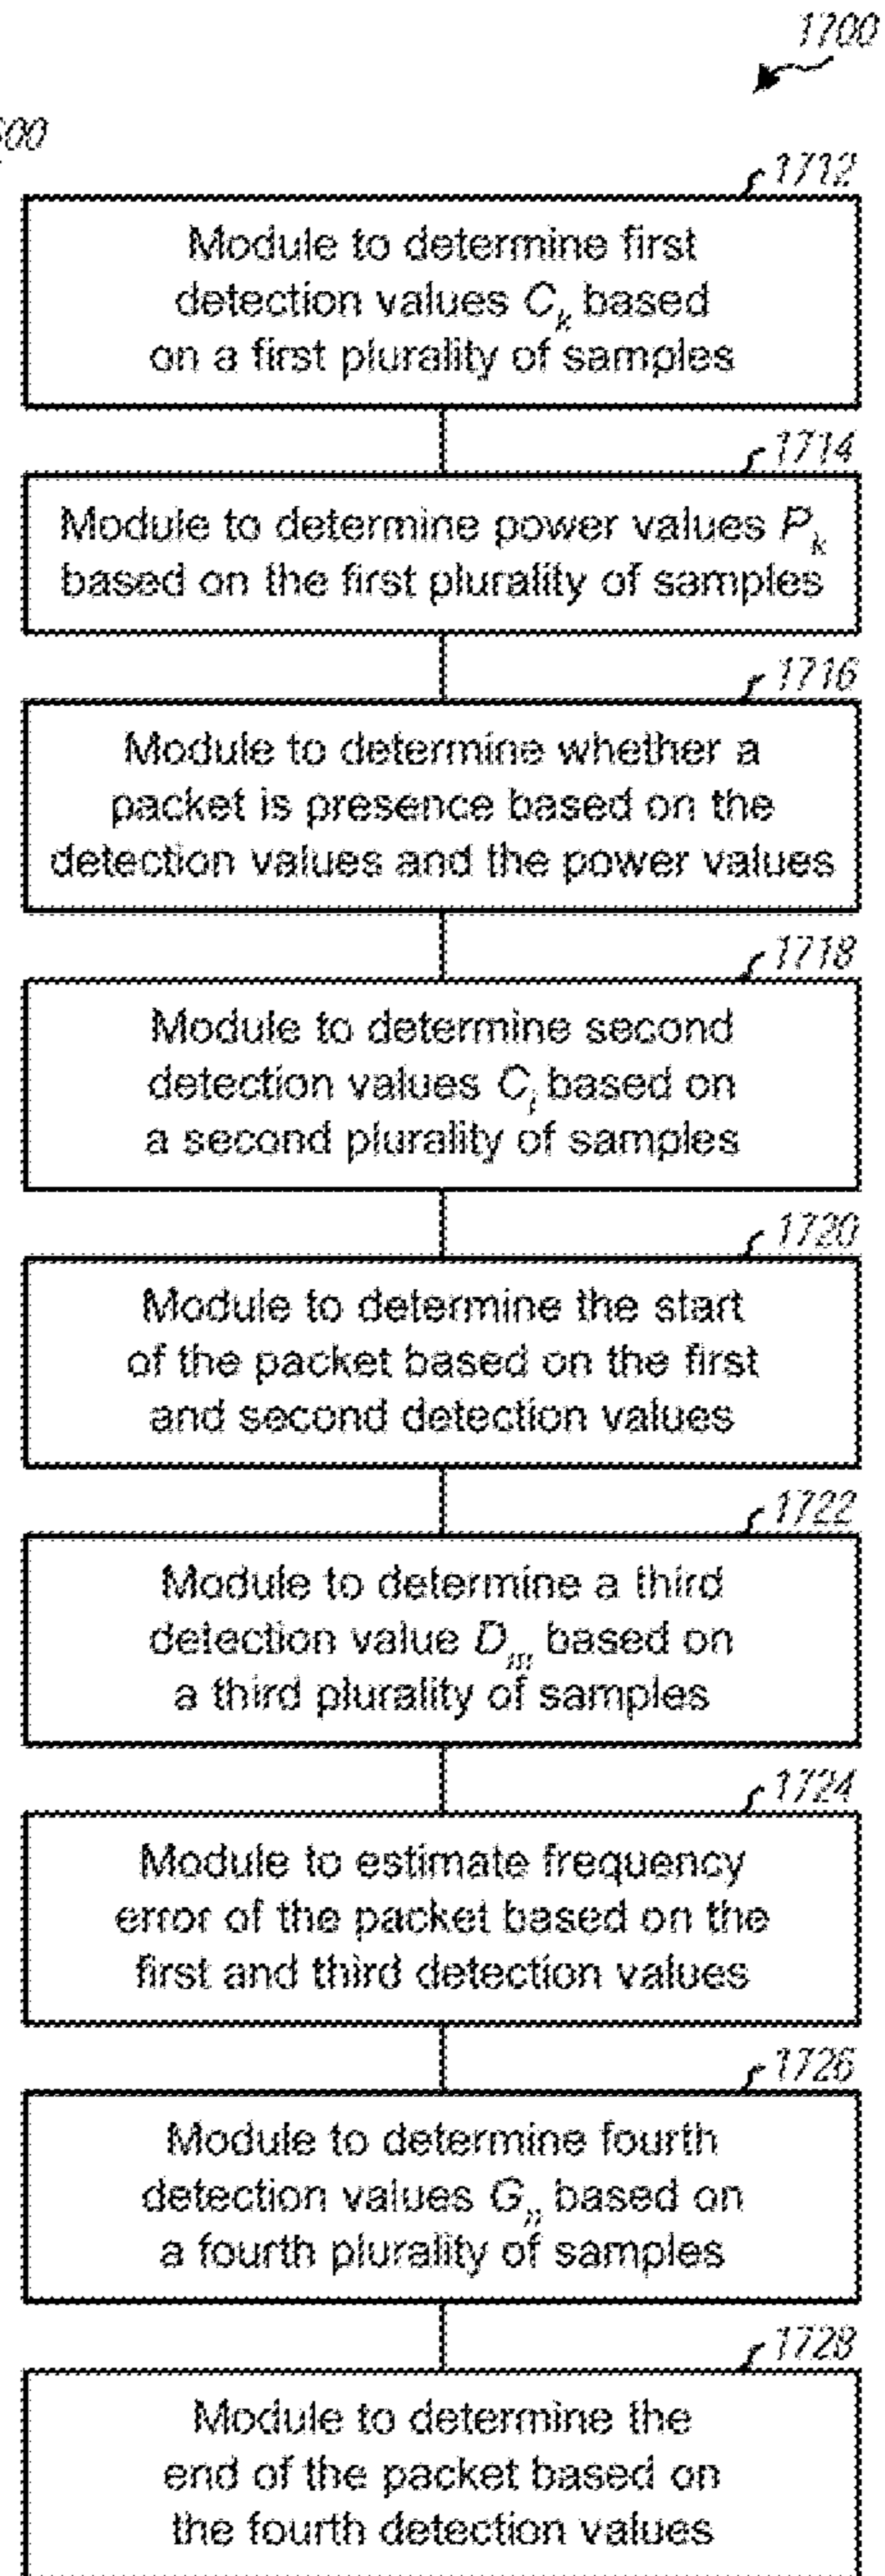 1700
600
1712
Module to determine first
detection values C_k based
on a first plurality of samples
1714
Module to determine power values P_k
based on the first plurality of samples
1716
Module to determine whether a
packet is presence based on the
detection values and the power values
1718
Module to determine second
detection values C_l based on
a second plurality of samples
1720
Module to determine the start
of the packet based on the first
and second detection values
1722
Module to determine a third
detection value D_m based on
a third plurality of samples
1724
Module to estimate frequency
error of the packet based on the
first and third detection values
1726
Module to determine fourth
detection values G_n based on
a fourth plurality of samples
1728
Module to determine the
end of the packet based on
the fourth detection values